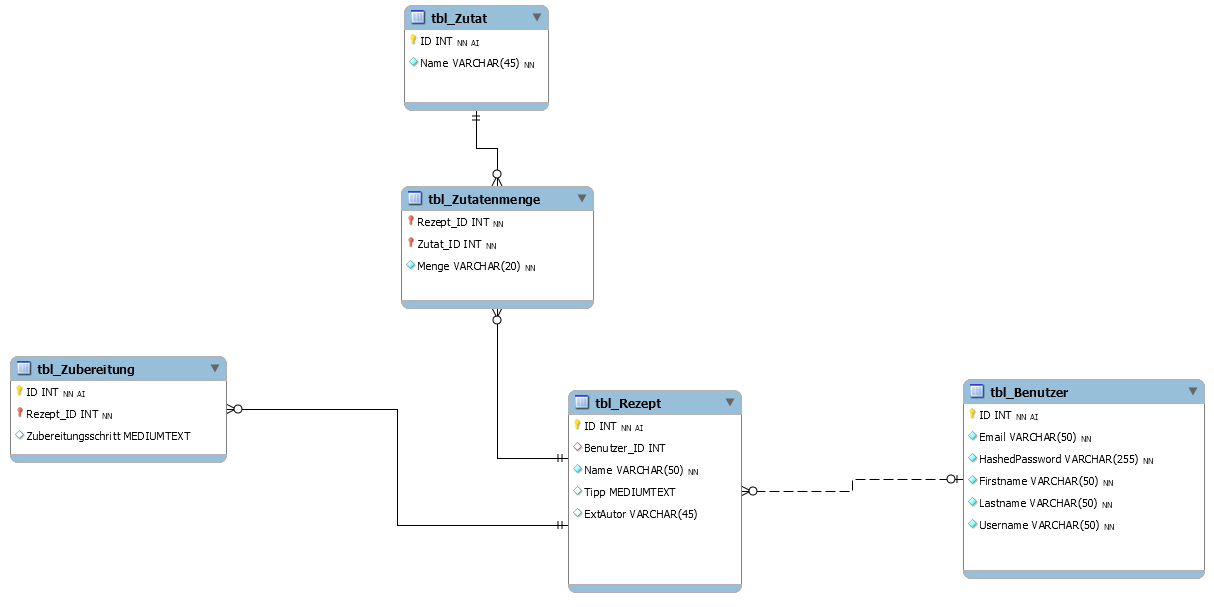 tbl_Zutat
ID INT NN AI
Name VARCHAR(45) NN
tbl_Zutatenmenge
Rezept_ID INT NN
Zutat_ID INT NN
Menge VARCHAR(20) NN
tbl_Zubereitung
ID INT NN AI
Rezept_ID INT NN
Zubereitungsschritt MEDIUMTEXT
tbl_Rezept
ID INT NN AI
Benutzer_ID INT
Name VARCHAR(50) NN
Tipp MEDIUMTEXT
ExtAutor VARCHAR(45)
tbl_Benutzer
ID INT NN AI
Email VARCHAR(50) NN
HashedPassword VARCHAR(255) NN
Firstname VARCHAR(50) NN
Lastname VARCHAR(50) NN
Username VARCHAR(50) NN